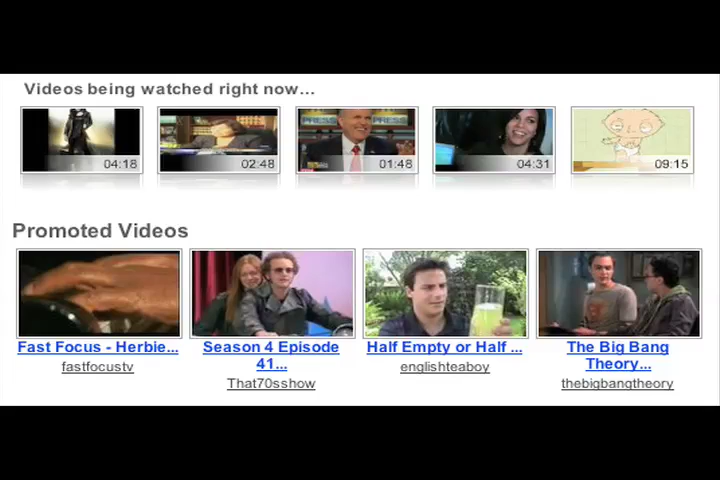 Videos being watched right now...
04:18
02:48
PRESS
01:48
04:31
09:15
Promoted Videos
Fast Focus - Herbie...
Season 4 Episode
41...
Half Empty or Half ...
The Big Bang
Theory...
fastfocustv
That70sshow
englishteaboy
thebigbangtheory